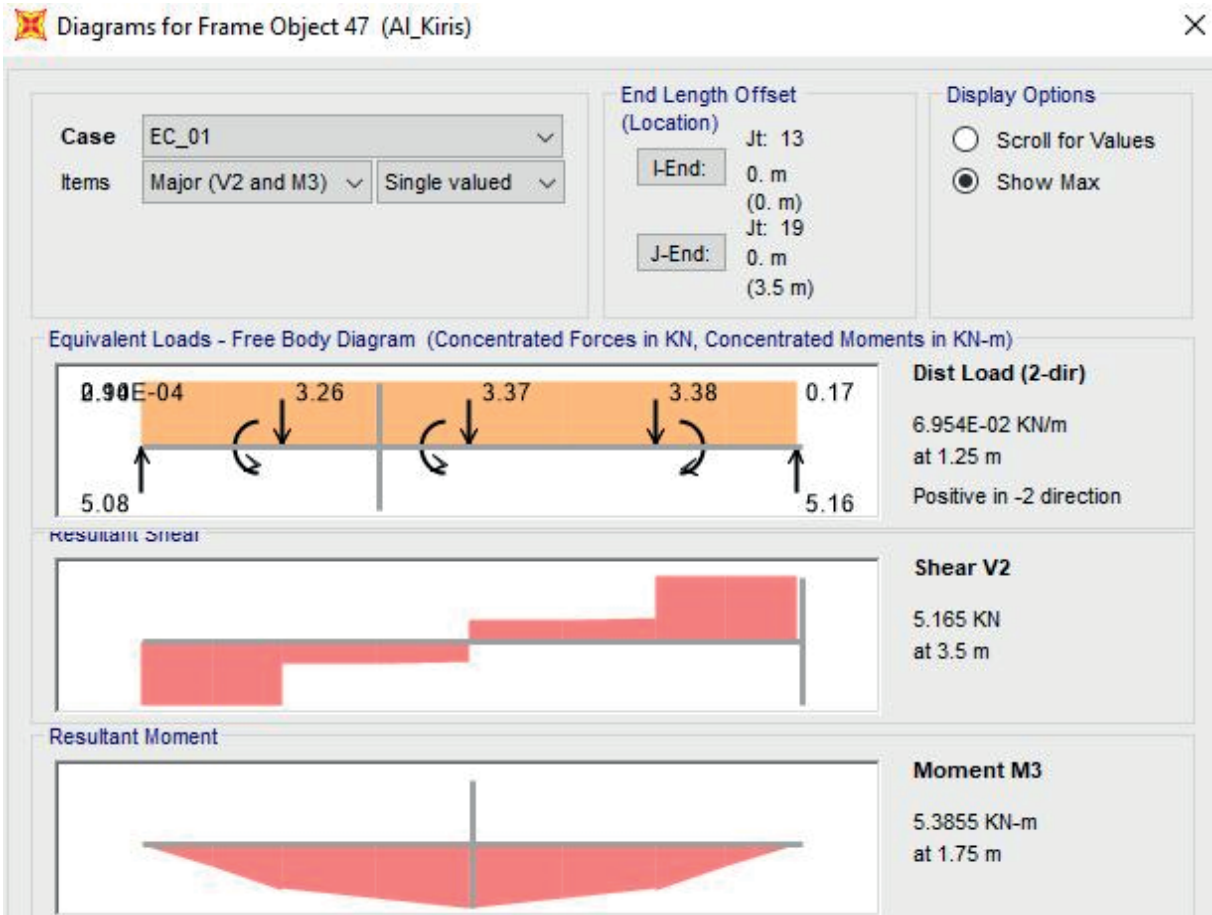 Diagrams for Frame Object 47 (Al_Kiris)
End Length Offset
(Location)
Display Options
Case EC_01
Items Major (V2 and M3) Single valued
Jt: 13
I-End: 0. m
(0. m)
Jt: 19
J-End: 0. m
(3.5 m)
Scroll for Values
Show Max
Equivalent Loads - Free Body Diagram (Concentrated Forces in KN, Concentrated Moments in KN-m)
3.26 3.37 3.38 0.17
5.08 5.16
Dist Load (2-dir)
6.954E-02 KN/m
at 1.25 m
Positive in -2 direction
Resultant Shear
Shear V2
5.165 KN
at 3.5 m
Resultant Moment
Moment M3
5.3855 KN-m
at 1.75 m